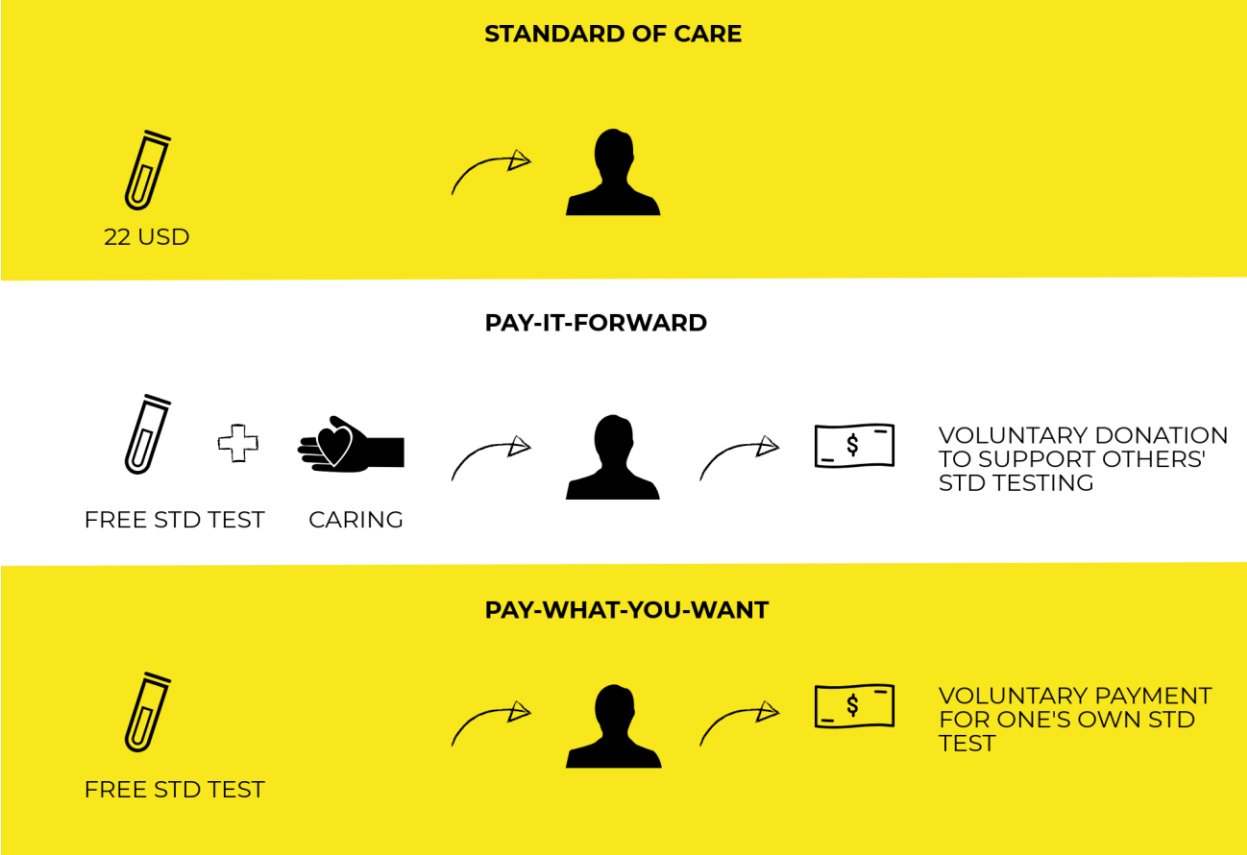 STANDARD OF CARE
22 USD
PAY-IT-FORWARD
FREE STD TEST
CARING
$
VOLUNTARY DONATION
TO SUPPORT OTHERS'
STD TESTING
PAY-WHAT-YOU-WANT
FREE STD TEST
$
VOLUNTARY PAYMENT
FOR ONE'S OWN STD
TEST